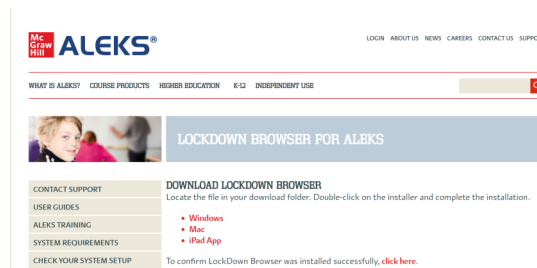 Mc
Graw
Hill
ALEKS®
LOGIN ABOUT US NEWS CAREERS CONTACT US
WHAT IS ALEKS? COURSE PRODUCTS HIGHER EDUCATION K-12 INDEPENDENT USE
LOCKDOWN BROWSER FOR ALEKS
CONTACT SUPPORT
USER GUIDES
ALEKS TRAINING
SYSTEM REQUIREMENTS
CHECK YOUR SYSTEM SETUP
DOWNLOAD LOCKDOWN BROWSER
Locate the file in your download folder. Double-click on the installer and complete the installation.
• Windows
• Mac
• iPad App
To confirm LockDown Browser was installed successfully, click here.